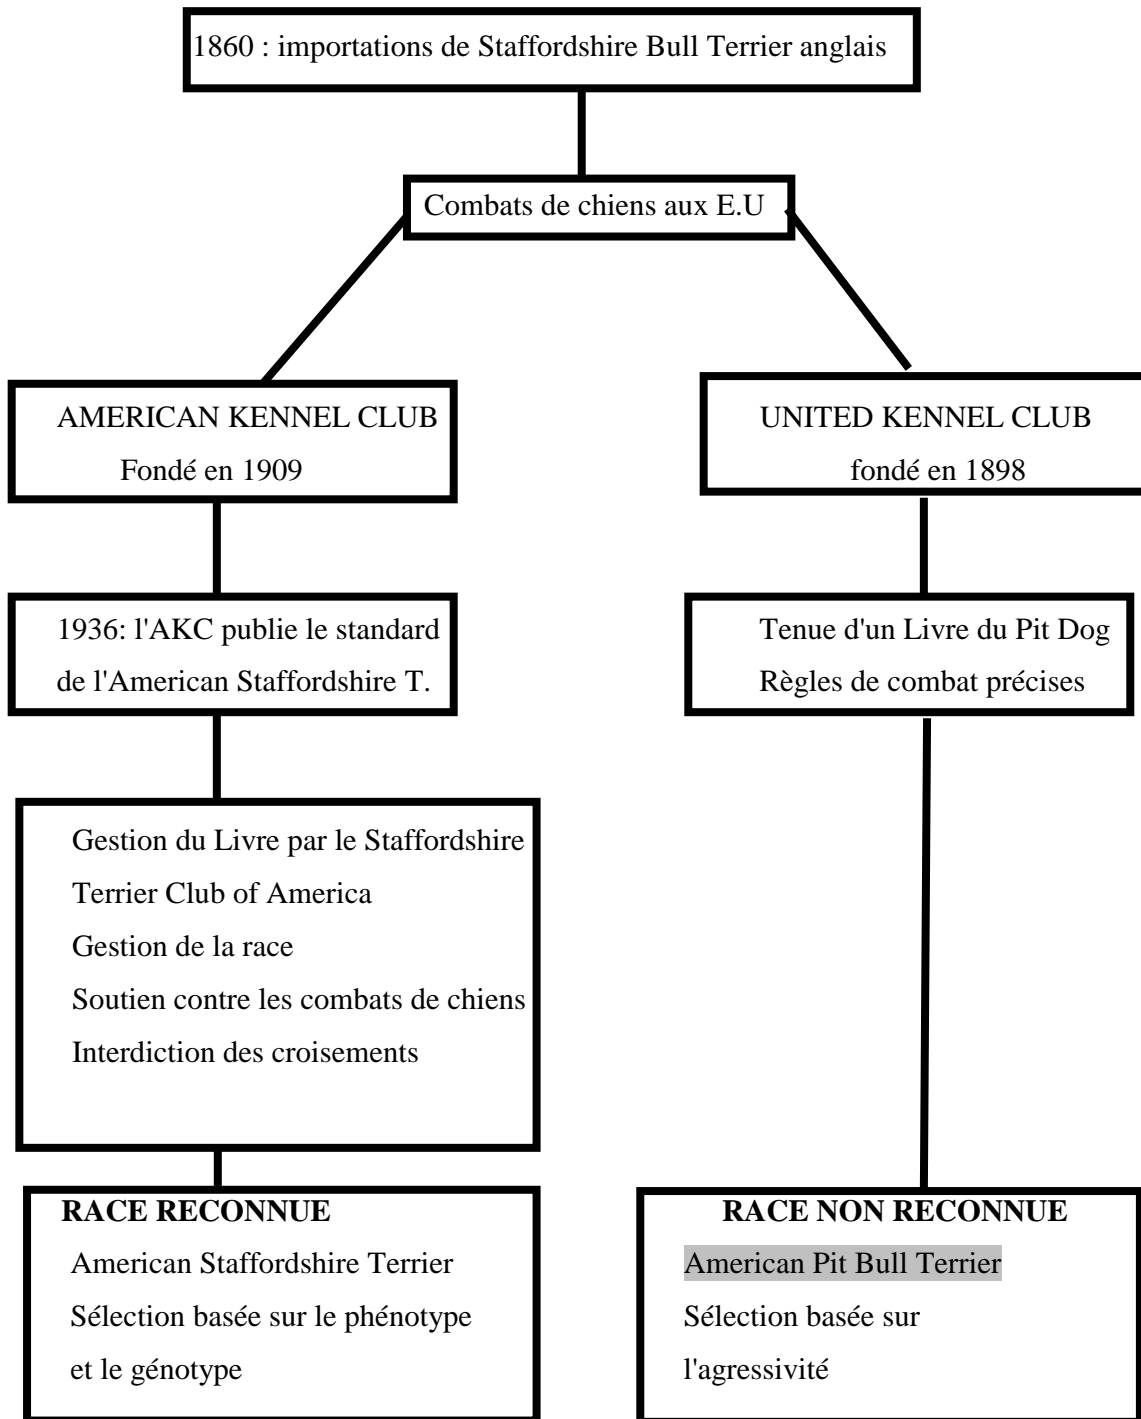 1860 : importations de Staffordshire Bull Terrier anglais
Combats de chiens aux E.U
AMERICAN KENNEL CLUB
Fondé en 1909
UNITED KENNEL CLUB
fondé en 1898
1936: l'AKC publie le standard
de l'American Staffordshire T.
Tenue d'un Livre du Pit Dog
Règles de combat précises
Gestion du Livre par le Staffordshire
Terrier Club of America
Gestion de la race
Soutien contre les combats de chiens
Interdiction des croisements
RACE RECONNUE
American Staffordshire Terrier
Sélection basée sur le phénotype
et le génotype
RACE NON RECONNUE
American Pit Bull Terrier
Sélection basée sur
l'agressivité